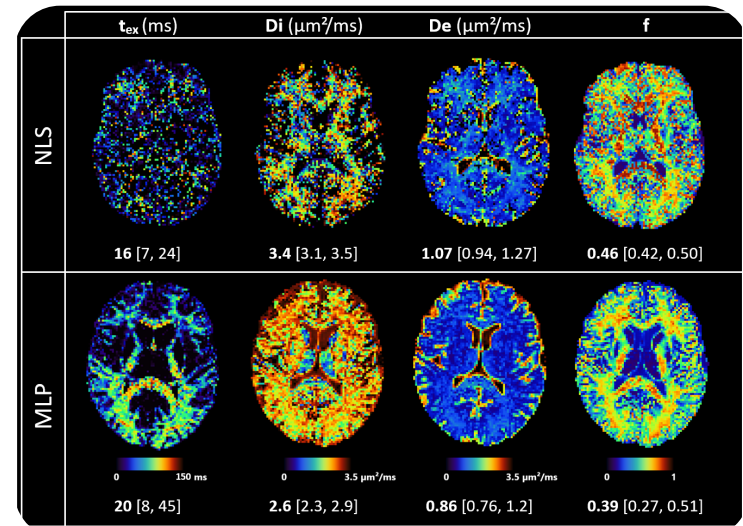 t_ex (ms) Di (µm²/ms) De (µm²/ms) f
NLS
16 [7, 24] 3.4 [3.1, 3.5] 1.07 [0.94, 1.27] 0.46 [0.42, 0.50]
MLP
0 150 ms 0 3.5 µm²/ms 0 3.5 µm²/ms 0 1
20 [8, 45] 2.6 [2.3, 2.9] 0.86 [0.76, 1.2] 0.39 [0.27, 0.51]